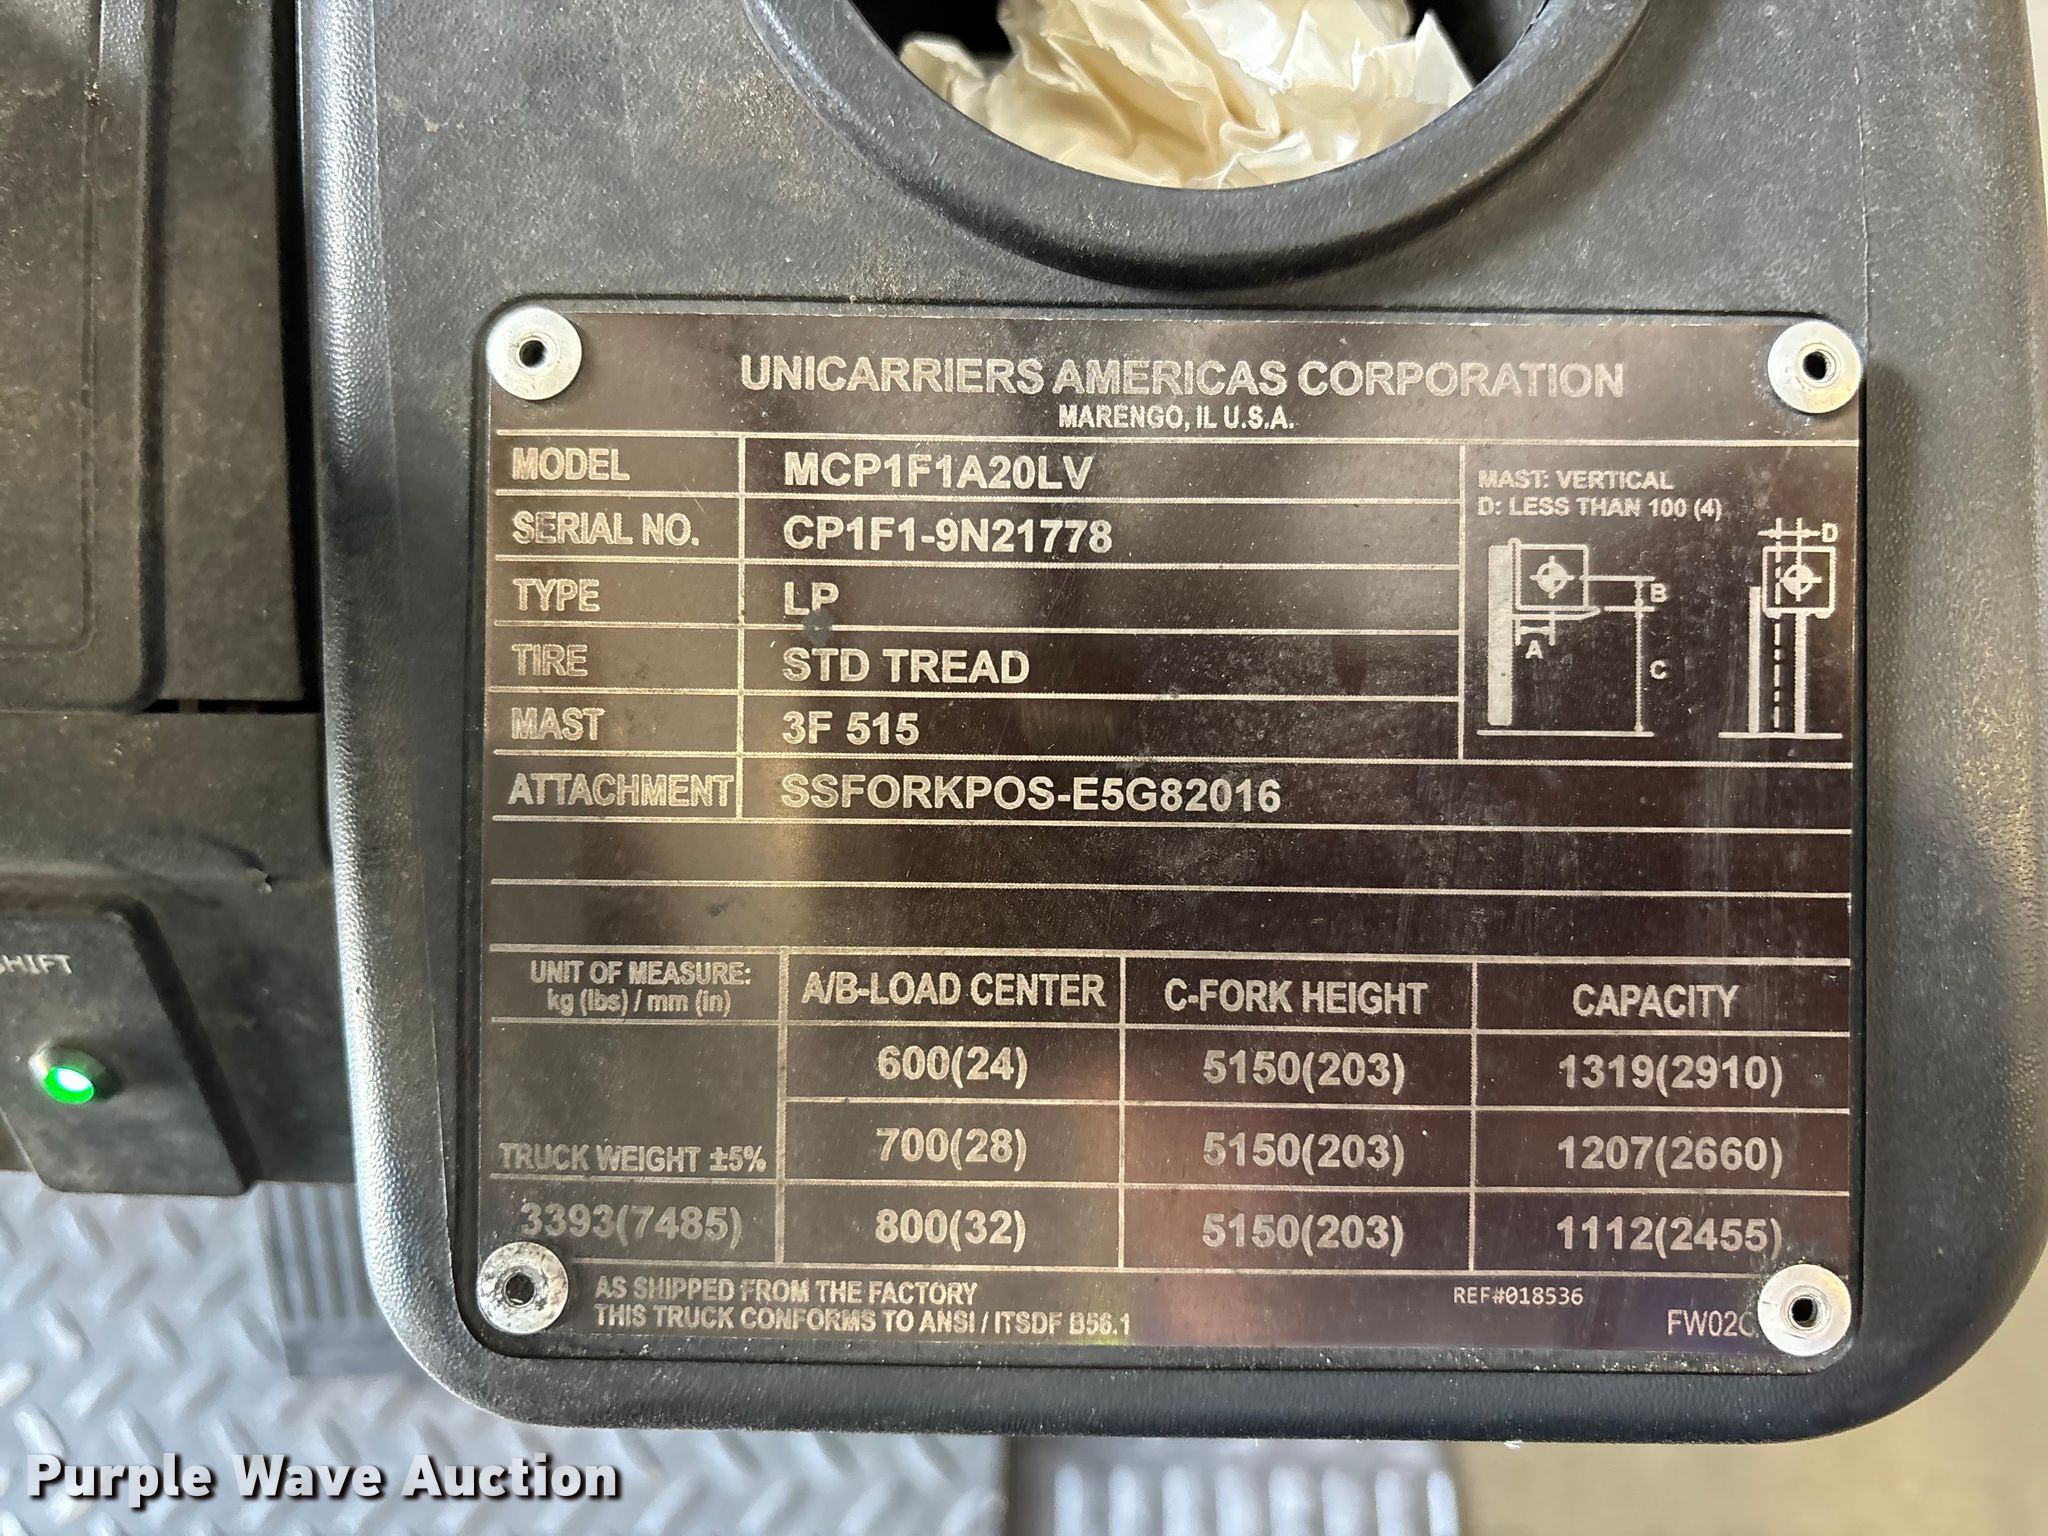 UNICARRIERS AMERICAS CORPORATION
MARENGO, IL U.S.A.
MODEL MCP1F1A20LV
SERIAL NO. CP1F1-9N21778
TYPE LP
TIRE STD TREAD
MAST 3F 515
ATTACHMENT SSFORKPOS-E5G82016
MAST: VERTICAL
D: LESS THAN 100 (4)
D
B
A
C
UNIT OF MEASURE:
kg (lbs) / mm (in)
A/B-LOAD CENTER C-FORK HEIGHT CAPACITY
600(24) 5150(203) 1319(2910)
TRUCK WEIGHT ±5% 700(28) 5150(203) 1207(2660)
3393(7485) 800(32) 5150(203) 1112(2455)
AS SHIPPED FROM THE FACTORY
THIS TRUCK CONFORMS TO ANSI / ITSDF B56.1
REF#018536
FW02
HIFT
Purple Wave Auction